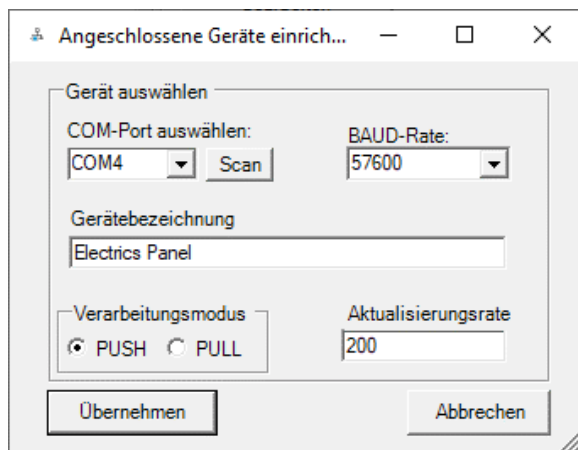 Angeschlossene Geräte einrich...
Gerät auswählen
COM-Port auswählen:
BAUD-Rate:
COM4
Scan
57600
Gerätebezeichnung
Electrics Panel
Verarbeitungsmodus
Aktualisierungsrate
PUSH
PULL
200
Übernehmen
Abbrechen